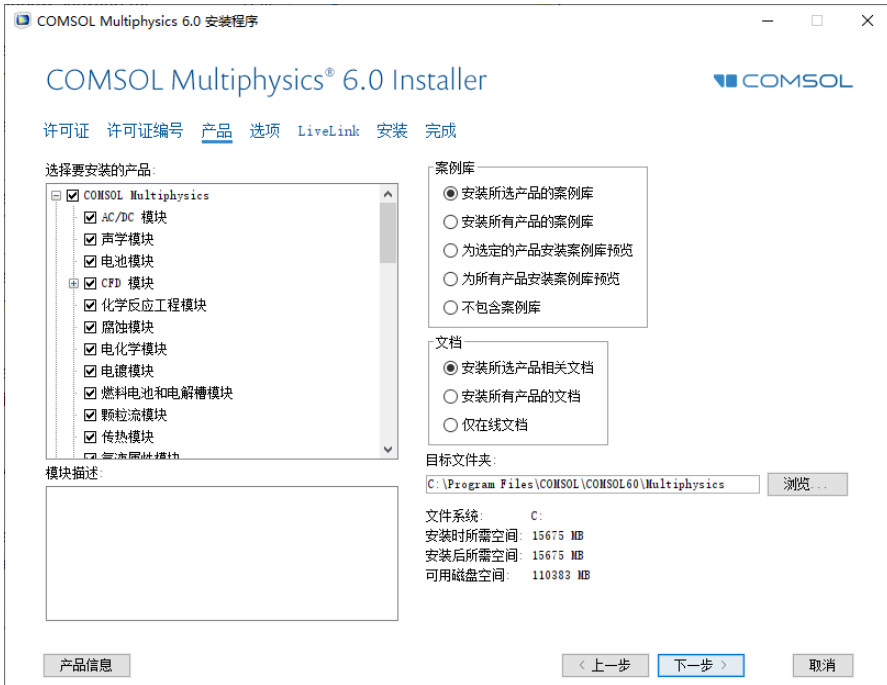 COMSOL Multiphysics 6.0 安装程序
COMSOL Multiphysics® 6.0 Installer
COMSOL
许可证 许可证编号 产品 选项 LiveLink 安装 完成
选择要安装的产品:
COMSOL Multiphysics
AC/DC 模块
声学模块
电池模块
CFD 模块
化学反应工程模块
腐蚀模块
电化学模块
电镀模块
燃料电池和电解槽模块
颗粒流模块
传热模块
模块描述:
产品信息
案例库
安装所选产品的案例库
安装所有产品的案例库
为选定的产品安装案例库预览
为所有产品安装案例库预览
不包含案例库
文档
安装所选产品相关文档
安装所有产品的文档
仅在线文档
目标文件夹:
C:\Program Files\COMSOL\COMSOL60\Multiphysics
浏览...
文件系统: C:
安装时所需空间: 15675 MB
安装后所需空间: 15675 MB
可用磁盘空间: 110383 MB
< 上一步
下一步 >
取消